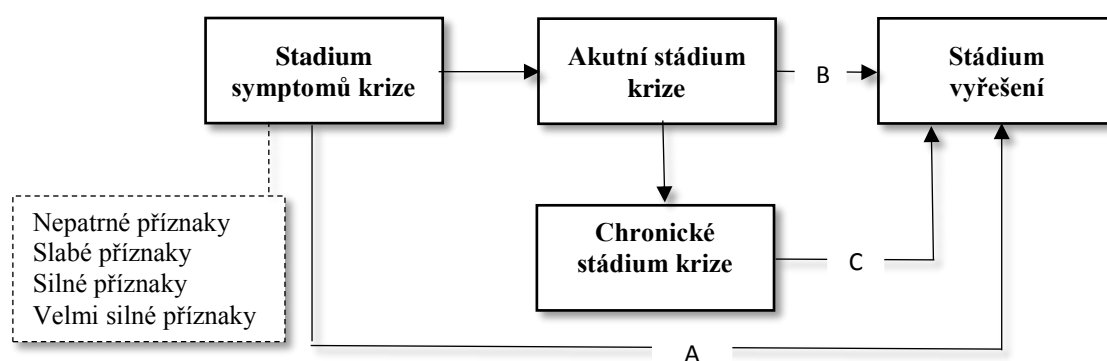 Stadium
symptomů krize
Akutní stádium
krize
B
Stádium
vyřešení
Nepatrné příznaky
Slabé příznaky
Silné příznaky
Velmi silné příznaky
Chronické
stádium krize
C
A